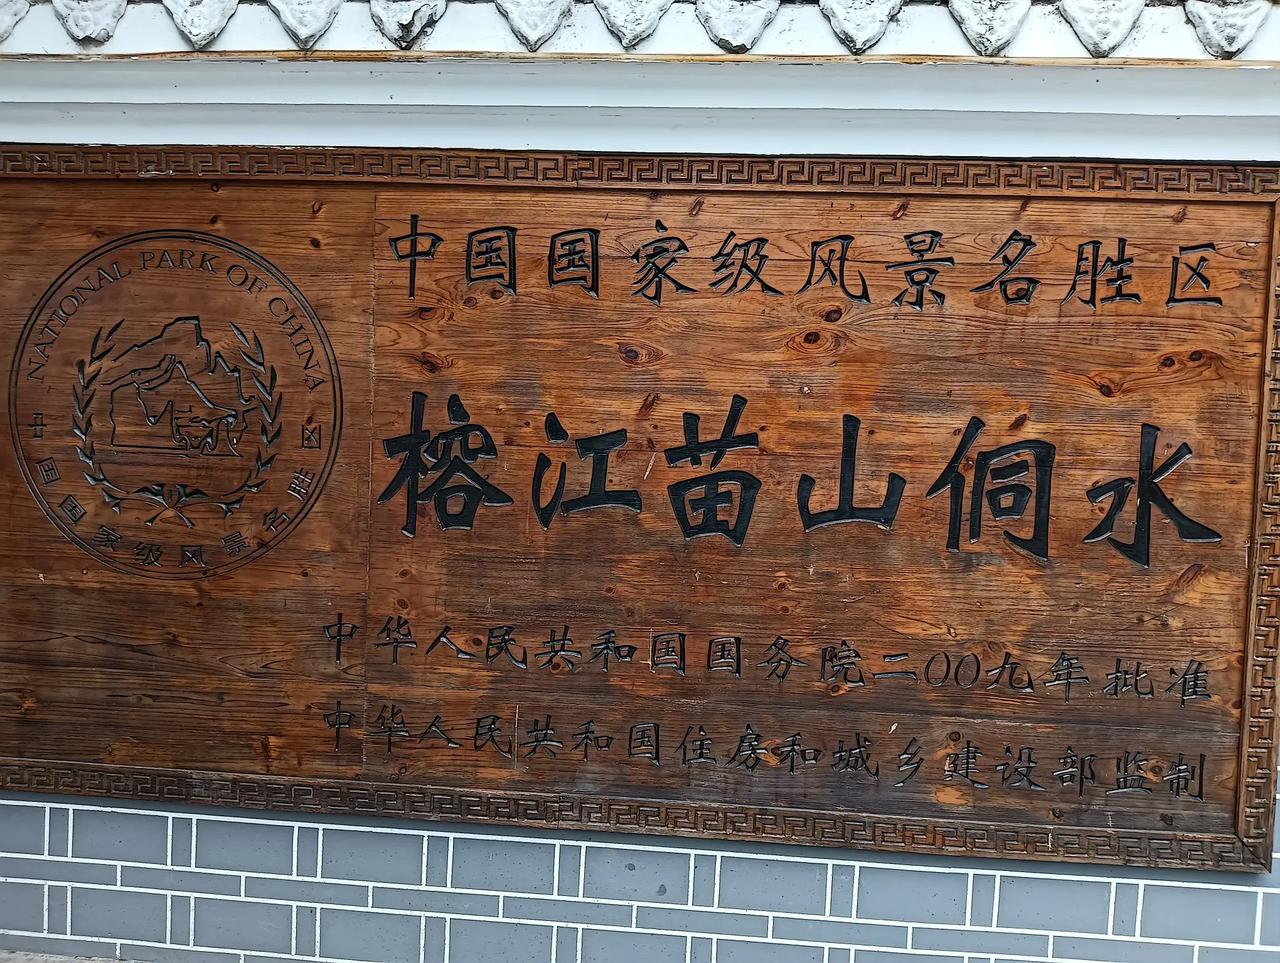 NATIONAL PARK OF CHINA
中国国家级风景名胜区
中国国家级风景名胜区
榕江苗山侗水
中华人民共和国国务院二〇〇九年批准
中华人民共和国住房和城乡建设部监制